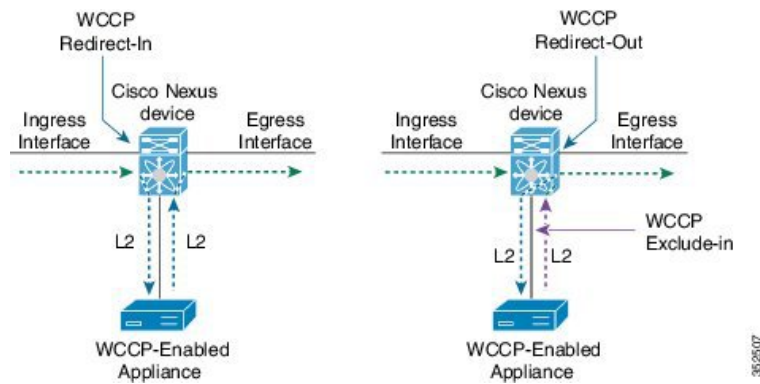 WCCP
Redirect-In
Cisco Nexus
device
Ingress
Interface
Egress
Interface
L2
L2
WCCP-Enabled
Appliance
WCCP
Redirect-Out
Cisco Nexus
device
Ingress
Interface
Egress
Interface
L2
L2
WCCP
Exclude-in
WCCP-Enabled
Appliance
352507